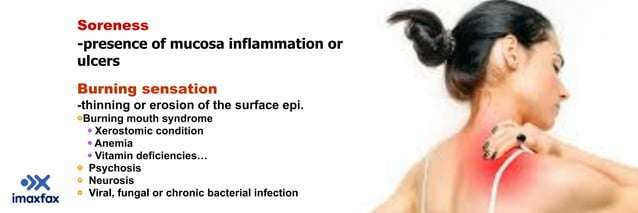 Soreness
-presence of mucosa inflammation or
ulcers
Burning sensation
-thinning or erosion of the surface epi.
Burning mouth syndrome
Xerostomic condition
Anemia
Vitamin deficiencies…
Psychosis
Neurosis
Viral, fungal or chronic bacterial infection
imaxfax